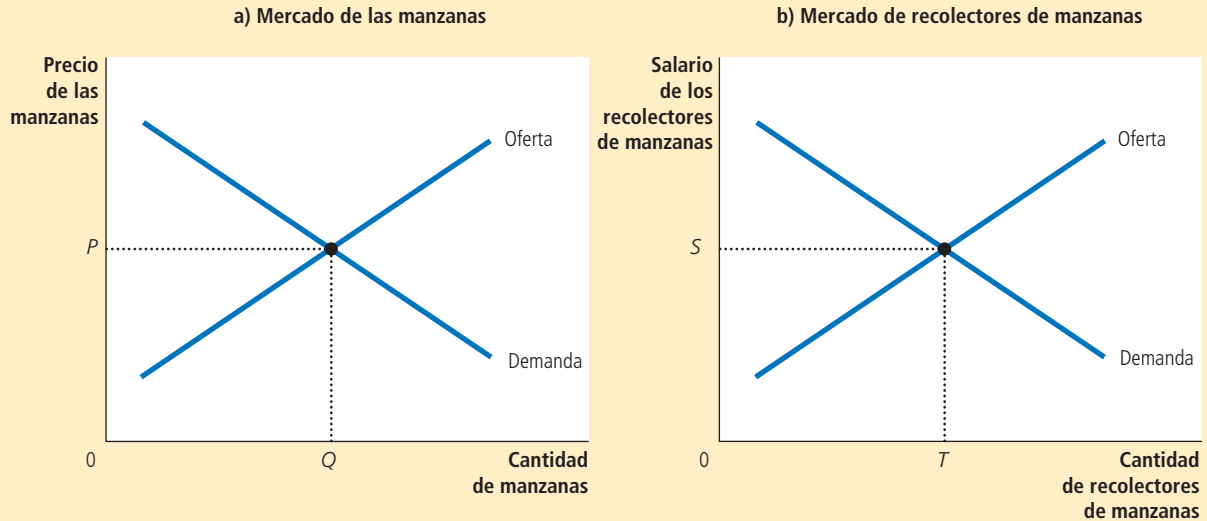 a) Mercado de las manzanas
Precio
de las
manzanas
Oferta
P
Demanda
0
Q
Cantidad
de manzanas
b) Mercado de recolectores de manzanas
Salario
de los
recolectores
de manzanas
Oferta
S
Demanda
0
T
Cantidad
de recolectores
de manzanas